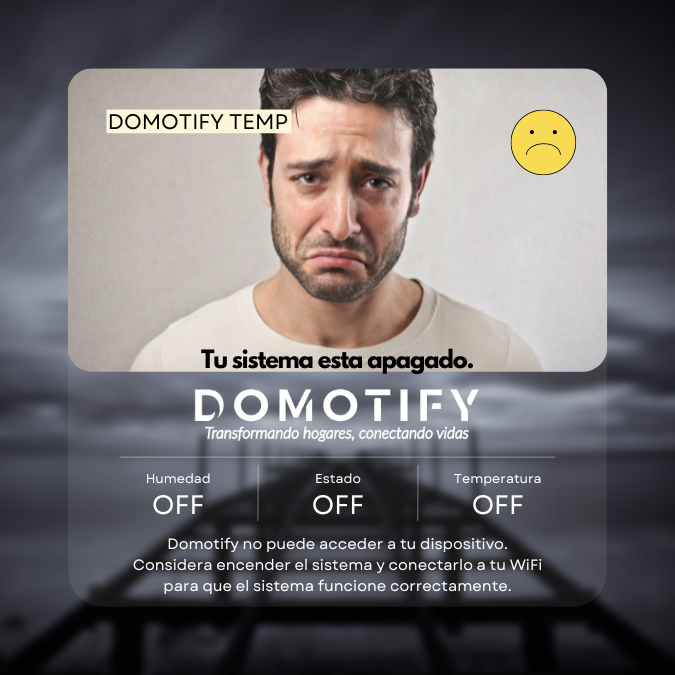 DOMOTIFY TEMP
Tu sistema esta apagado.
DOMOTIFY
Transformando hogares, conectando vidas
Humedad
Estado
Temperatura
OFF
OFF
OFF
Domotify no puede acceder a tu dispositivo.
Considera encender el sistema y conectarlo a tu WiFi
para que el sistema funcione correctamente.